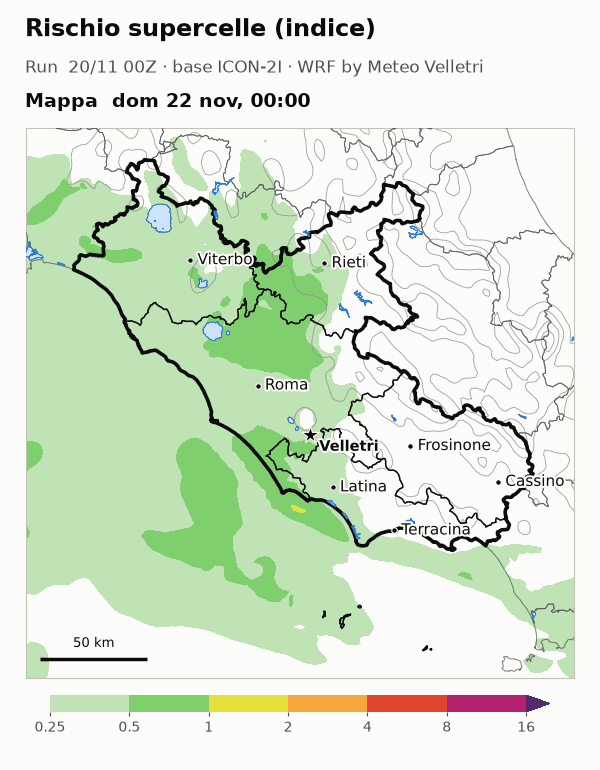 Rischio supercelle (indice)
Run 20/11 00Z · base ICON-2I · WRF by Meteo Velletri
Mappa dom 22 nov, 00:00
Viterbo
Rieti
Roma
Velletri
Frosinone
Cassino
Latina
Terracina
50 km
0.25 0.5 1 2 4 8 16